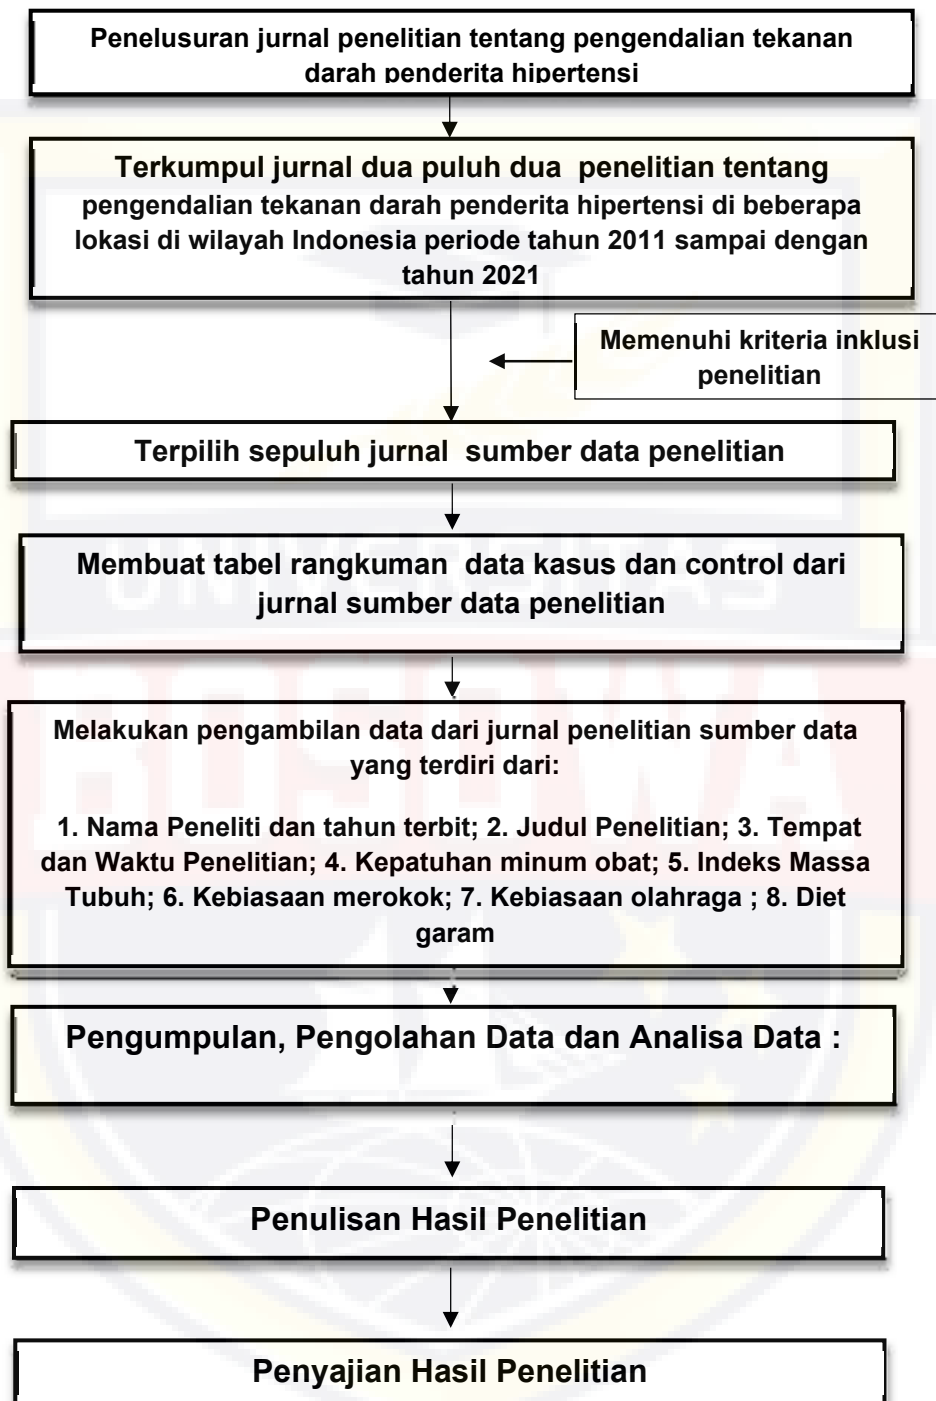 Penelusuran jurnal penelitian tentang pengendalian tekanan
darah penderita hipertensi
Terkumpul jurnal dua puluh dua penelitian tentang
pengendalian tekanan darah penderita hipertensi di beberapa
lokasi di wilayah Indonesia periode tahun 2011 sampai dengan
tahun 2021
Memenuhi kriteria inklusi
penelitian
Terpilih sepuluh jurnal sumber data penelitian
Membuat tabel rangkuman data kasus dan control dari
jurnal sumber data penelitian
UNIVERSITAS
BOSOWA
Melakukan pengambilan data dari jurnal penelitian sumber data
yang terdiri dari:
1. Nama Peneliti dan tahun terbit; 2. Judul Penelitian; 3. Tempat
dan Waktu Penelitian; 4. Kepatuhan minum obat; 5. Indeks Massa
Tubuh; 6. Kebiasaan merokok; 7. Kebiasaan olahraga ; 8. Diet
garam
Pengumpulan, Pengolahan Data dan Analisa Data :
Penulisan Hasil Penelitian
Penyajian Hasil Penelitian